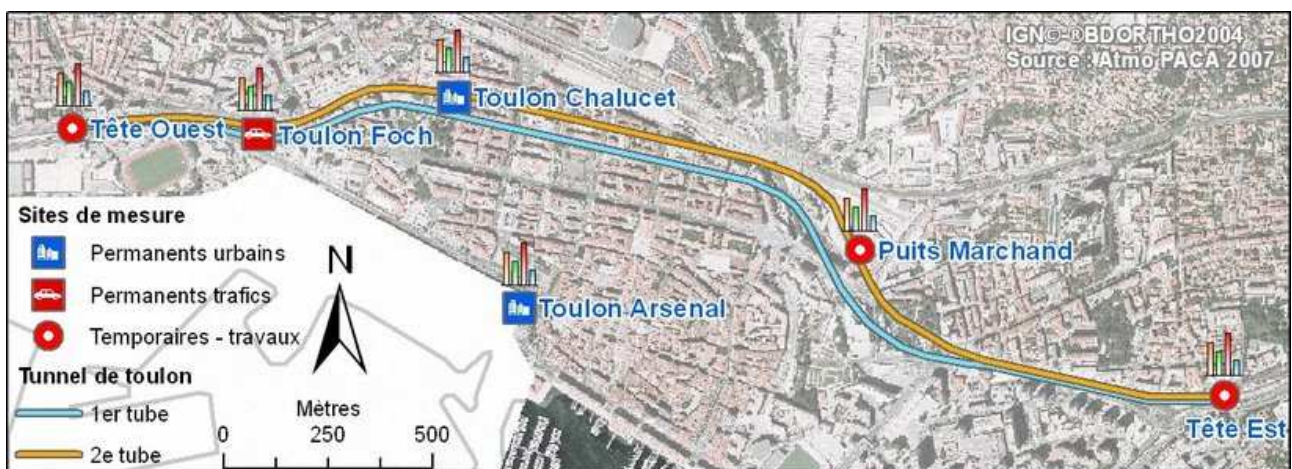 IGN©-®BDORTHO2004
Source : Atmo PACA 2007
Toulon Chalucet
Tête Ouest
Toulon Foch
Puits Marchand
Toulon Arsenal
Tête Est
Sites de mesure
Permanents urbains
Permanents trafics
Temporaires - travaux
Tunnel de toulon
1er tube
2e tube
N
Mètres
0 250 500